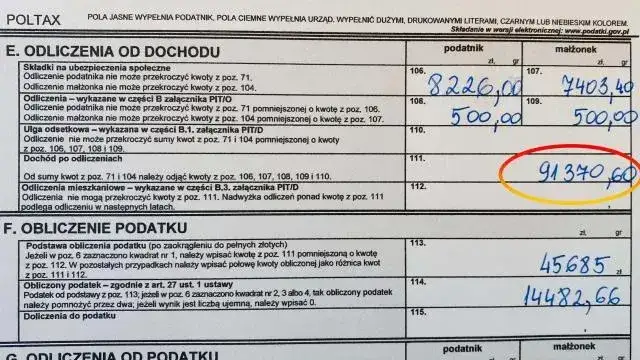 POLTAX POLA JASNE WYPEŁNIA PODATNIK, POLA CIEMNE WYPEŁNIA URZĄD. WYPEŁNIĆ DUŻYMI, DRUKOWANYMI LITERAMI, CZARNYM LUB NIEBIESKIM KOLOREM.
Składanie w wersji elektronicznej: www.podatki.gov.pl
E. ODLICZENIA OD DOCHODU podatnik małżonek
zł, gr zł, gr
Składki na ubezpieczenia społeczne
Odliczenie podatnika nie może przekroczyć kwoty z poz. 71.
Odliczenie małżonka nie może przekroczyć kwoty z poz. 104.
106. 8226,00 107. 7403,40
Odliczenia – wykazane w części B załącznika PIT/O
Odliczenie podatnika nie może przekroczyć kwoty z poz. 71 pomniejszonej o kwotę z poz. 106.
Odliczenie małżonka nie może przekroczyć kwoty z poz. 104 pomniejszonej o kwotę z poz. 107.
108. 500,00 109. 500,00
Ulga odsetkowa – wykazana w części B.1. załącznika PIT/D
Odliczenie nie może przekroczyć sumy kwot z poz. 71 i 104 pomniejszonej o kwoty
z poz. 106, 107, 108 i 109.
110.
,
Dochód po odliczeniach
Od sumy kwot z poz. 71 i 104 należy odjąć kwoty z poz. 106, 107, 108, 109 i 110.
111. 91370,60
Odliczenia mieszkaniowe – wykazane w części B.3. załącznika PIT/D
Odliczenia nie mogą przekroczyć kwoty z poz. 111. Nadwyżka odliczeń ponad kwotę z poz. 111
podlega odliczeniu w następnych latach.
112.
,
F. OBLICZENIE PODATKU zł, gr
Podstawa obliczenia podatku (po zaokrągleniu do pełnych złotych)
Jeżeli w poz. 6 zaznaczono kwadrat nr 1, należy wpisać kwotę z poz. 111 pomniejszoną o kwotę
z poz. 112. W pozostałych przypadkach należy wpisać połowę kwoty obliczonej jako różnica kwot
z poz. 111 i 112.
113. 45685 zł
Obliczony podatek – zgodnie z art. 27 ust. 1 ustawy
Podatek od podstawy z poz. 113; jeżeli w poz. 6 zaznaczono kwadrat nr 2, 3 albo 4, tak obliczony podatek
należy pomnożyć przez dwa; jeżeli wynik jest liczbą ujemną, należy wpisać 0.
114. 14482,66
Doliczenia do podatku
115.
,
podatnik małżonek